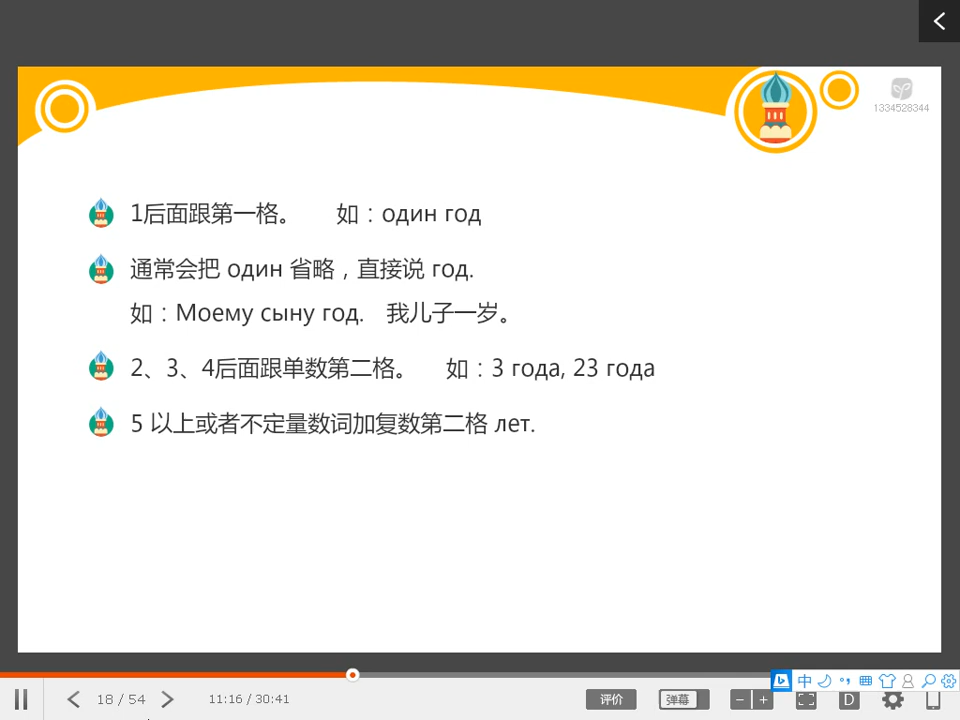 1334528344
1后面跟第一格。 如：один год
通常会把 один 省略，直接说 год.
如：Моему сыну год. 我儿子一岁。
2、3、4后面跟单数第二格。 如：3 года, 23 года
5 以上或者不定量数词加复数第二格 лет.
18 / 54 11:16 / 30:41 评价 弹幕 D
中